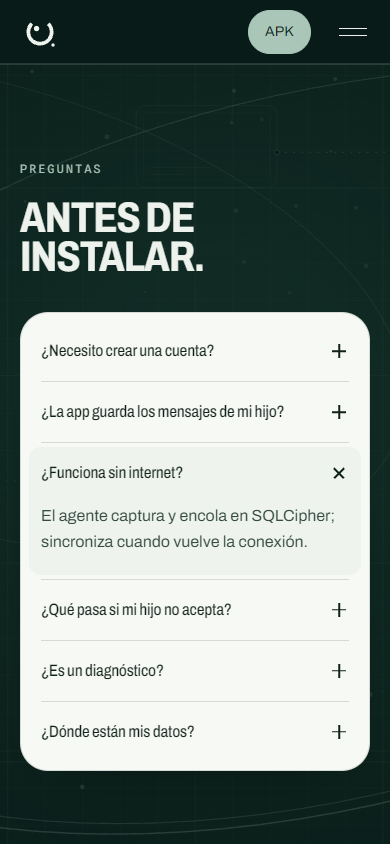 APK
PREGUNTAS
ANTES DE
INSTALAR.
¿Necesito crear una cuenta?
¿La app guarda los mensajes de mi hijo?
¿Funciona sin internet?
El agente captura y encola en SQLCipher;
sincroniza cuando vuelve la conexión.
¿Qué pasa si mi hijo no acepta?
¿Es un diagnóstico?
¿Dónde están mis datos?